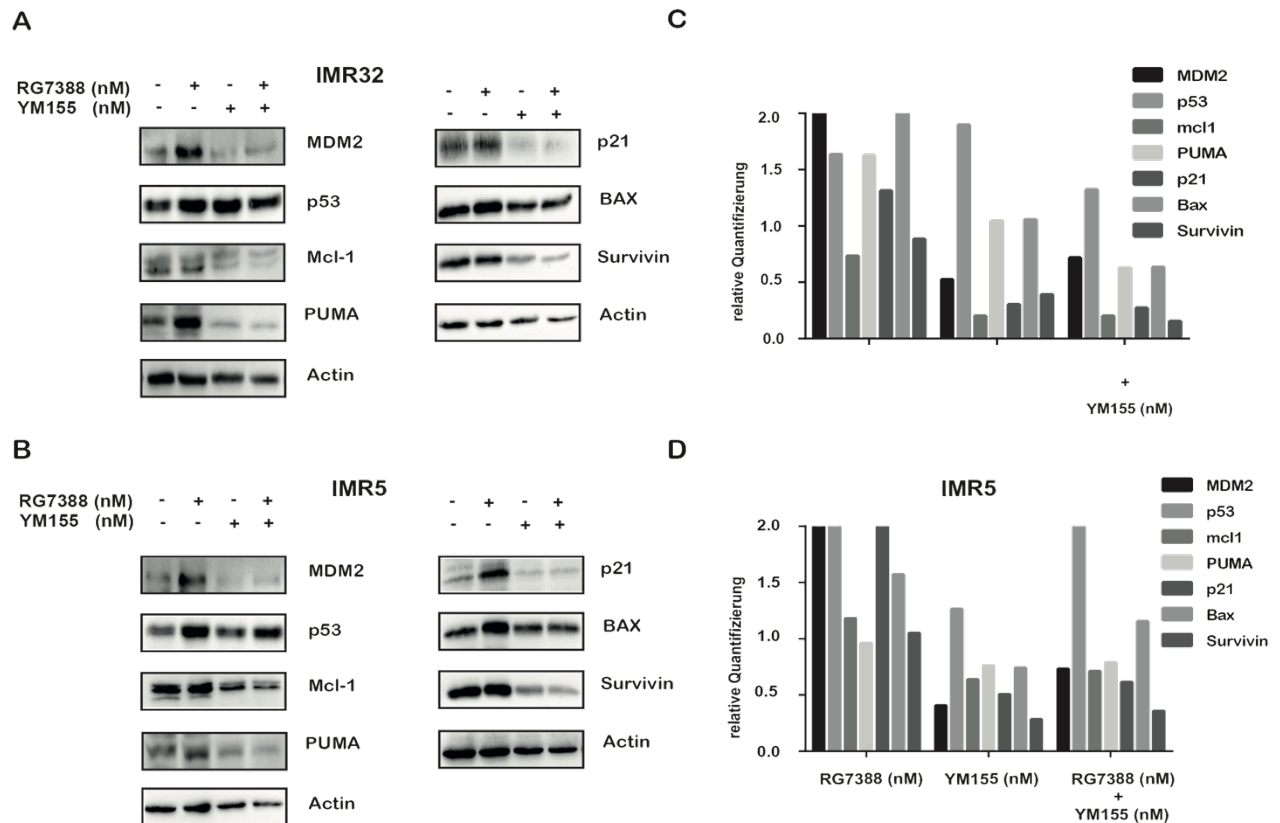 A
IMR32
RG7388 (nM) - + - +
YM155 (nM) - - + +
MDM2
p53
Mcl-1
PUMA
Actin
- + - +
- - + +
p21
BAX
Survivin
Actin
C
MDM2
p53
mcl1
PUMA
p21
Bax
Survivin
relative Quantifizierung
2.0
1.5
1.0
0.5
0.0
+
YM155 (nM)
B
IMR5
RG7388 (nM) - + - +
YM155 (nM) - - + +
MDM2
p53
Mcl-1
PUMA
Actin
- + - +
- - + +
p21
BAX
Survivin
Actin
D
IMR5
MDM2
p53
mcl1
PUMA
p21
Bax
Survivin
relative Quantifizierung
2.0
1.5
1.0
0.5
0.0
RG7388 (nM)
YM155 (nM)
RG7388 (nM)
+
YM155 (nM)